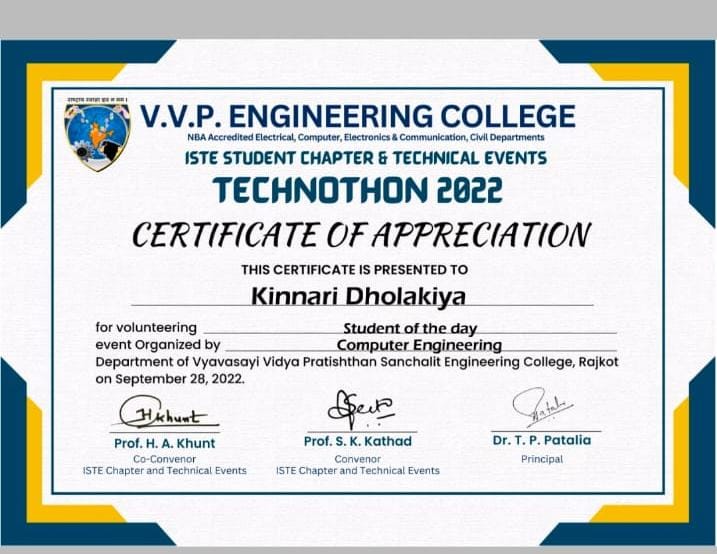 राष्ट्राय स्वाहा इदं न मम।
V.V.P. ENGINEERING COLLEGE
NBA Accredited Electrical, Computer, Electronics & Communication, Civil Departments
ISTE STUDENT CHAPTER & TECHNICAL EVENTS
TECHNOTHON 2022
CERTIFICATE OF APPRECIATION
THIS CERTIFICATE IS PRESENTED TO
Kinnari Dholakiya
for volunteering Student of the day
event Organized by Computer Engineering
Department of Vyavasayi Vidya Pratishthan Sanchalit Engineering College, Rajkot
on September 28, 2022.
Hkhunt
Prof. H. A. Khunt
Co-Convenor
ISTE Chapter and Technical Events
Prof. S. K. Kathad
Convenor
ISTE Chapter and Technical Events
Dr. T. P. Patalia
Principal